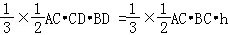 1/3 × 1/2 AC•CD•BD = 1/3 × 1/2 AC•BC•h